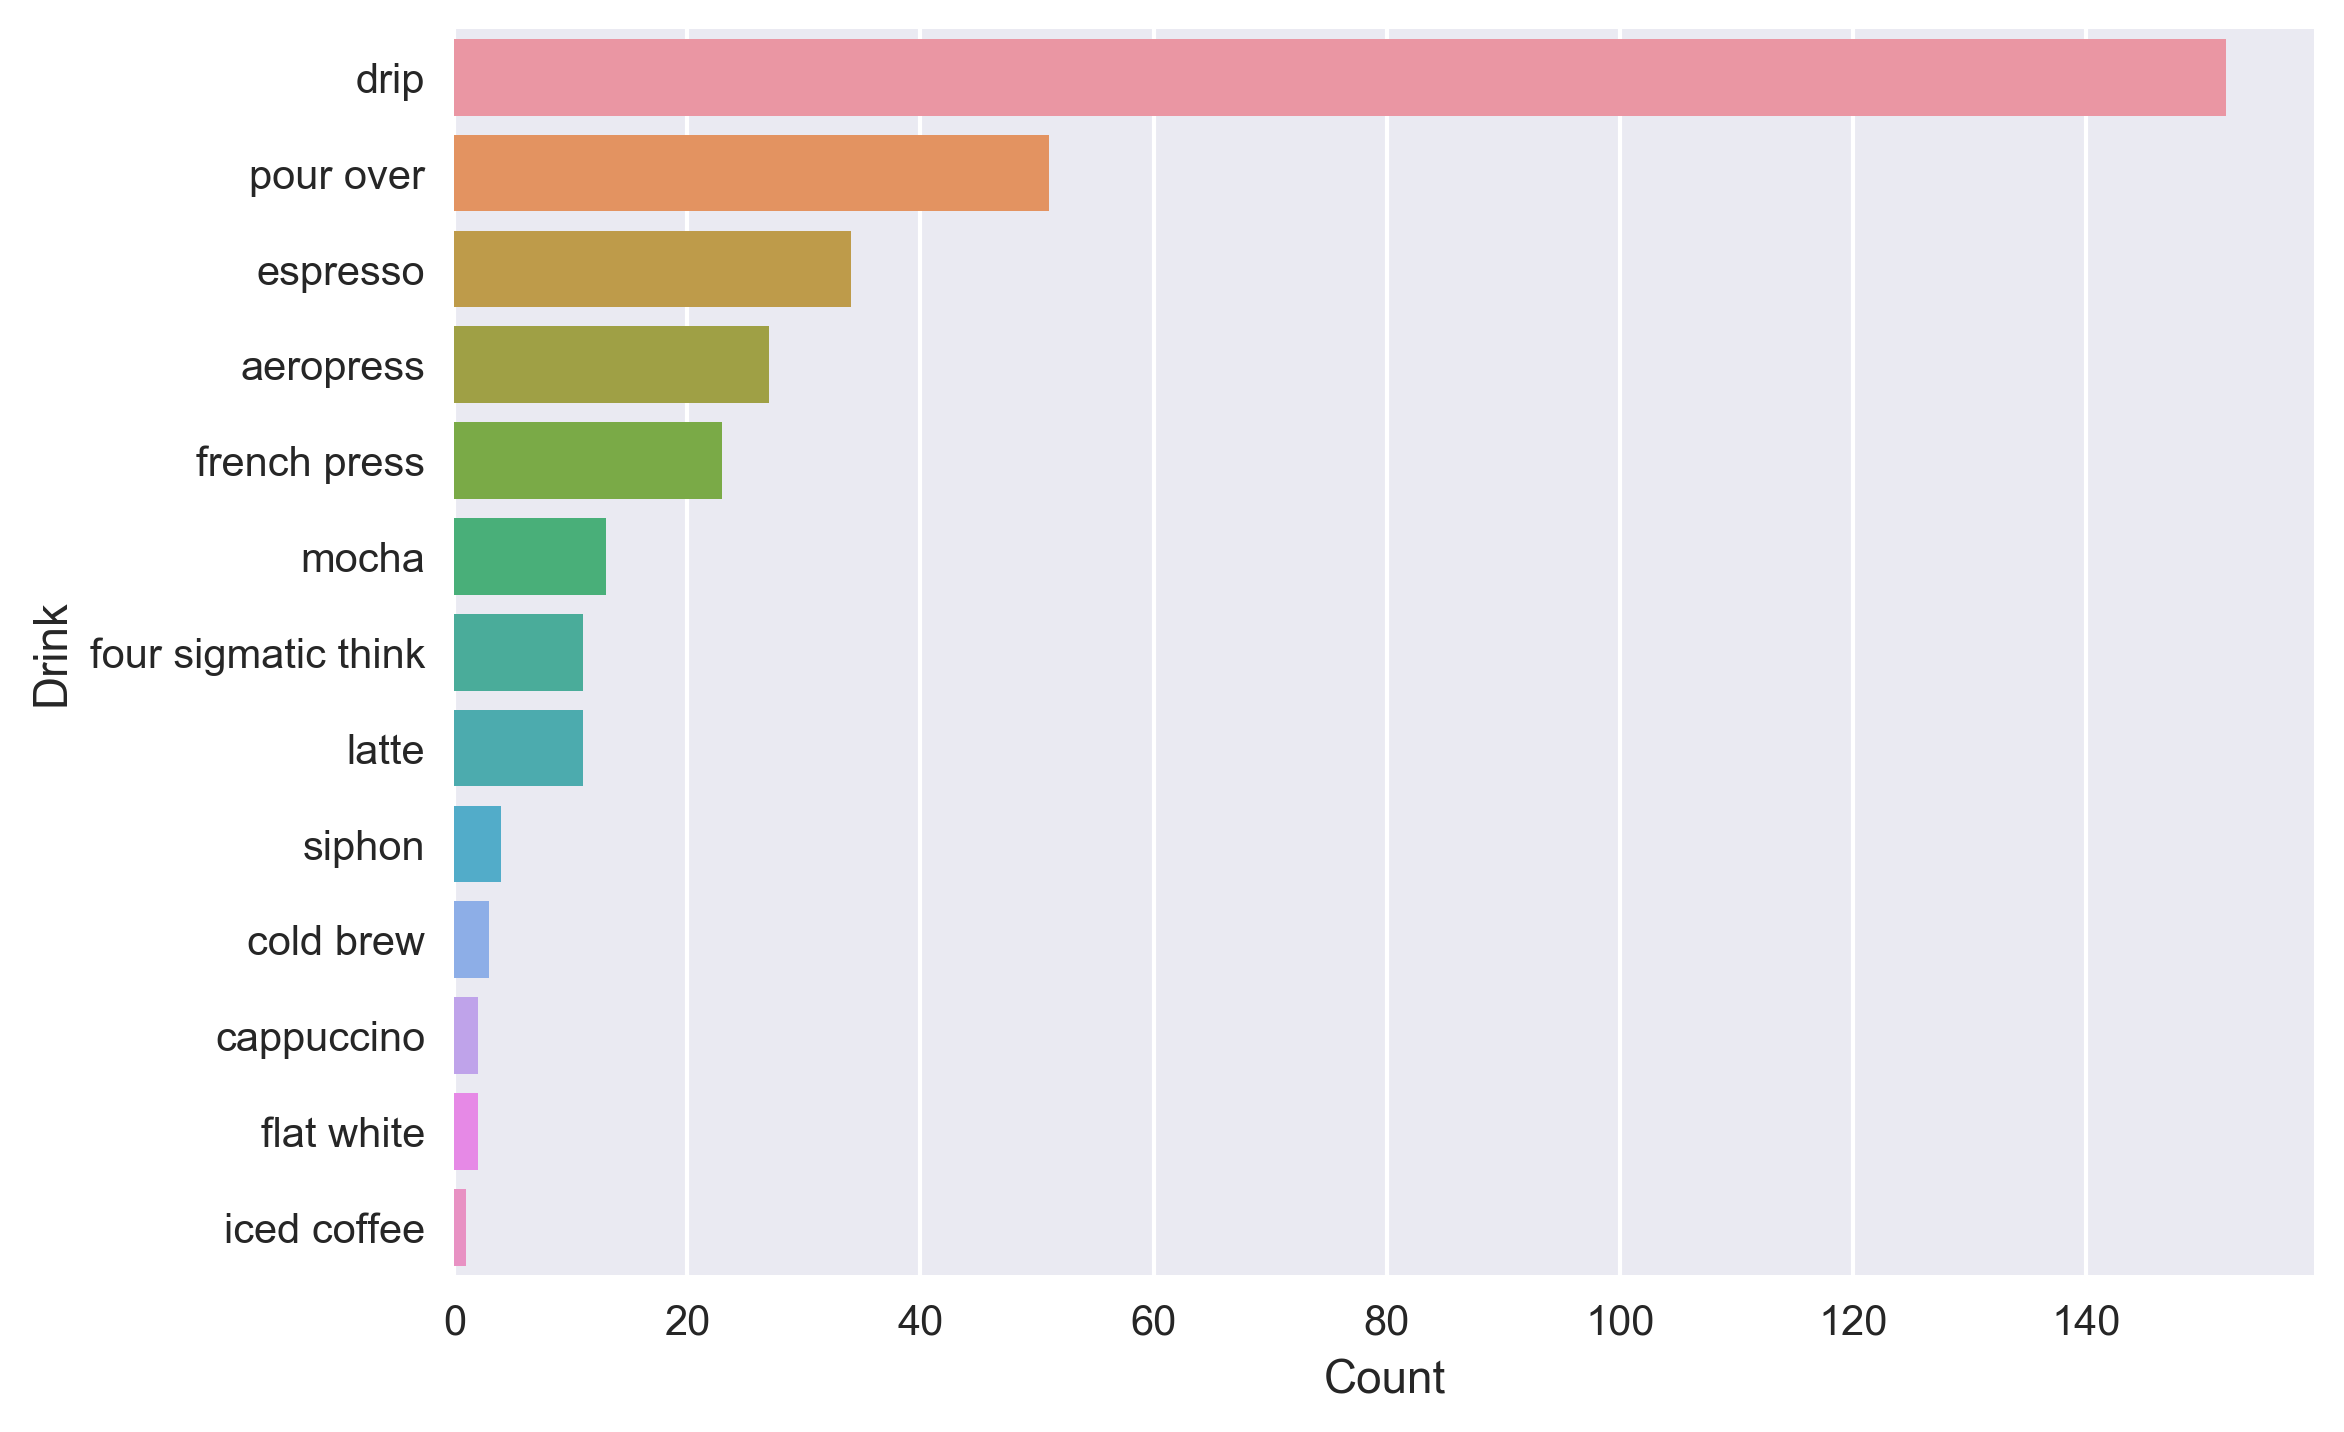 drip
pour over
espresso
aeropress
french press
mocha
four sigmatic think
latte
siphon
cold brew
cappuccino
flat white
iced coffee
Drink
0 20 40 60 80 100 120 140
Count